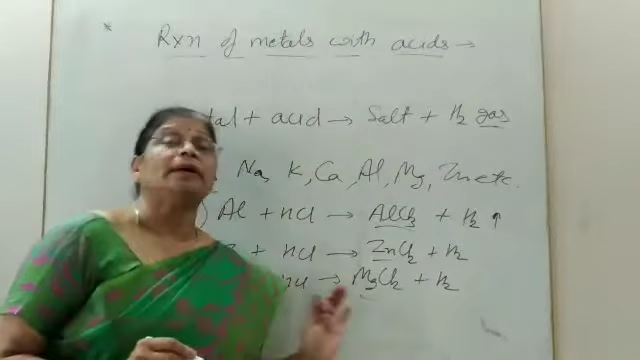 * Rxn of metals with acids →
tal + acid → Salt + H₂ gas
Na, K, Ca, Al, Mg, Zn etc.
) Al + HCl → AlCl₃ + H₂ ↑
+ HCl → ZnCl₂ + H₂
HCl → MgCl₂ + H₂